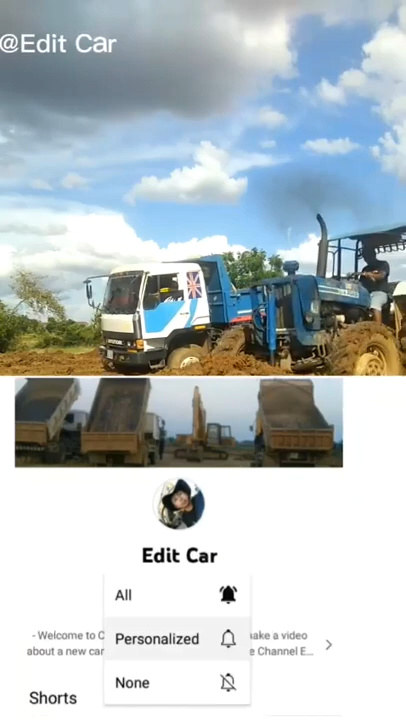 @Edit Car
Edit Car
All
Personalized
None
- Welcome to C
ake a video
about a new car
e Channel E...
Shorts